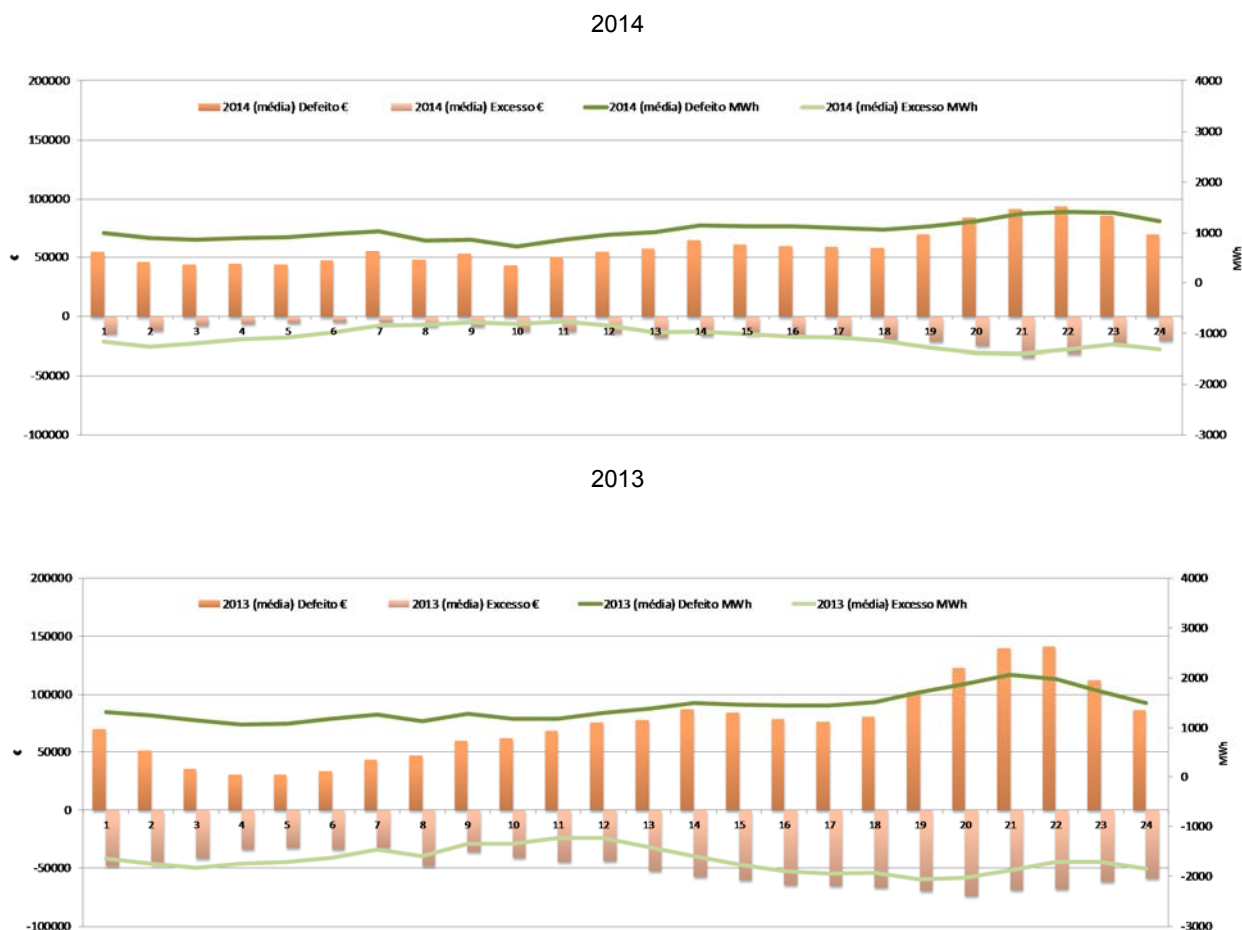 2014
200000
4000
2014 (média) Defeito €
2014 (média) Excesso €
2014 (média) Defeito MWh
2014 (média) Excesso MWh
150000
3000
2000
100000
1000
50000
€
MWh
0
0
1 2 3 4 5 6 7 8 9 10 11 12 13 14 15 16 17 18 19 20 21 22 23 24
-1000
-50000
-2000
-100000
-3000
2013
200000
4000
2013 (média) Defeito €
2013 (média) Excesso €
2013 (média) Defeito MWh
2013 (média) Excesso MWh
150000
3000
2000
100000
1000
50000
€
MWh
0
0
1 2 3 4 5 6 7 8 9 10 11 12 13 14 15 16 17 18 19 20 21 22 23 24
-1000
-50000
-2000
-100000
-3000